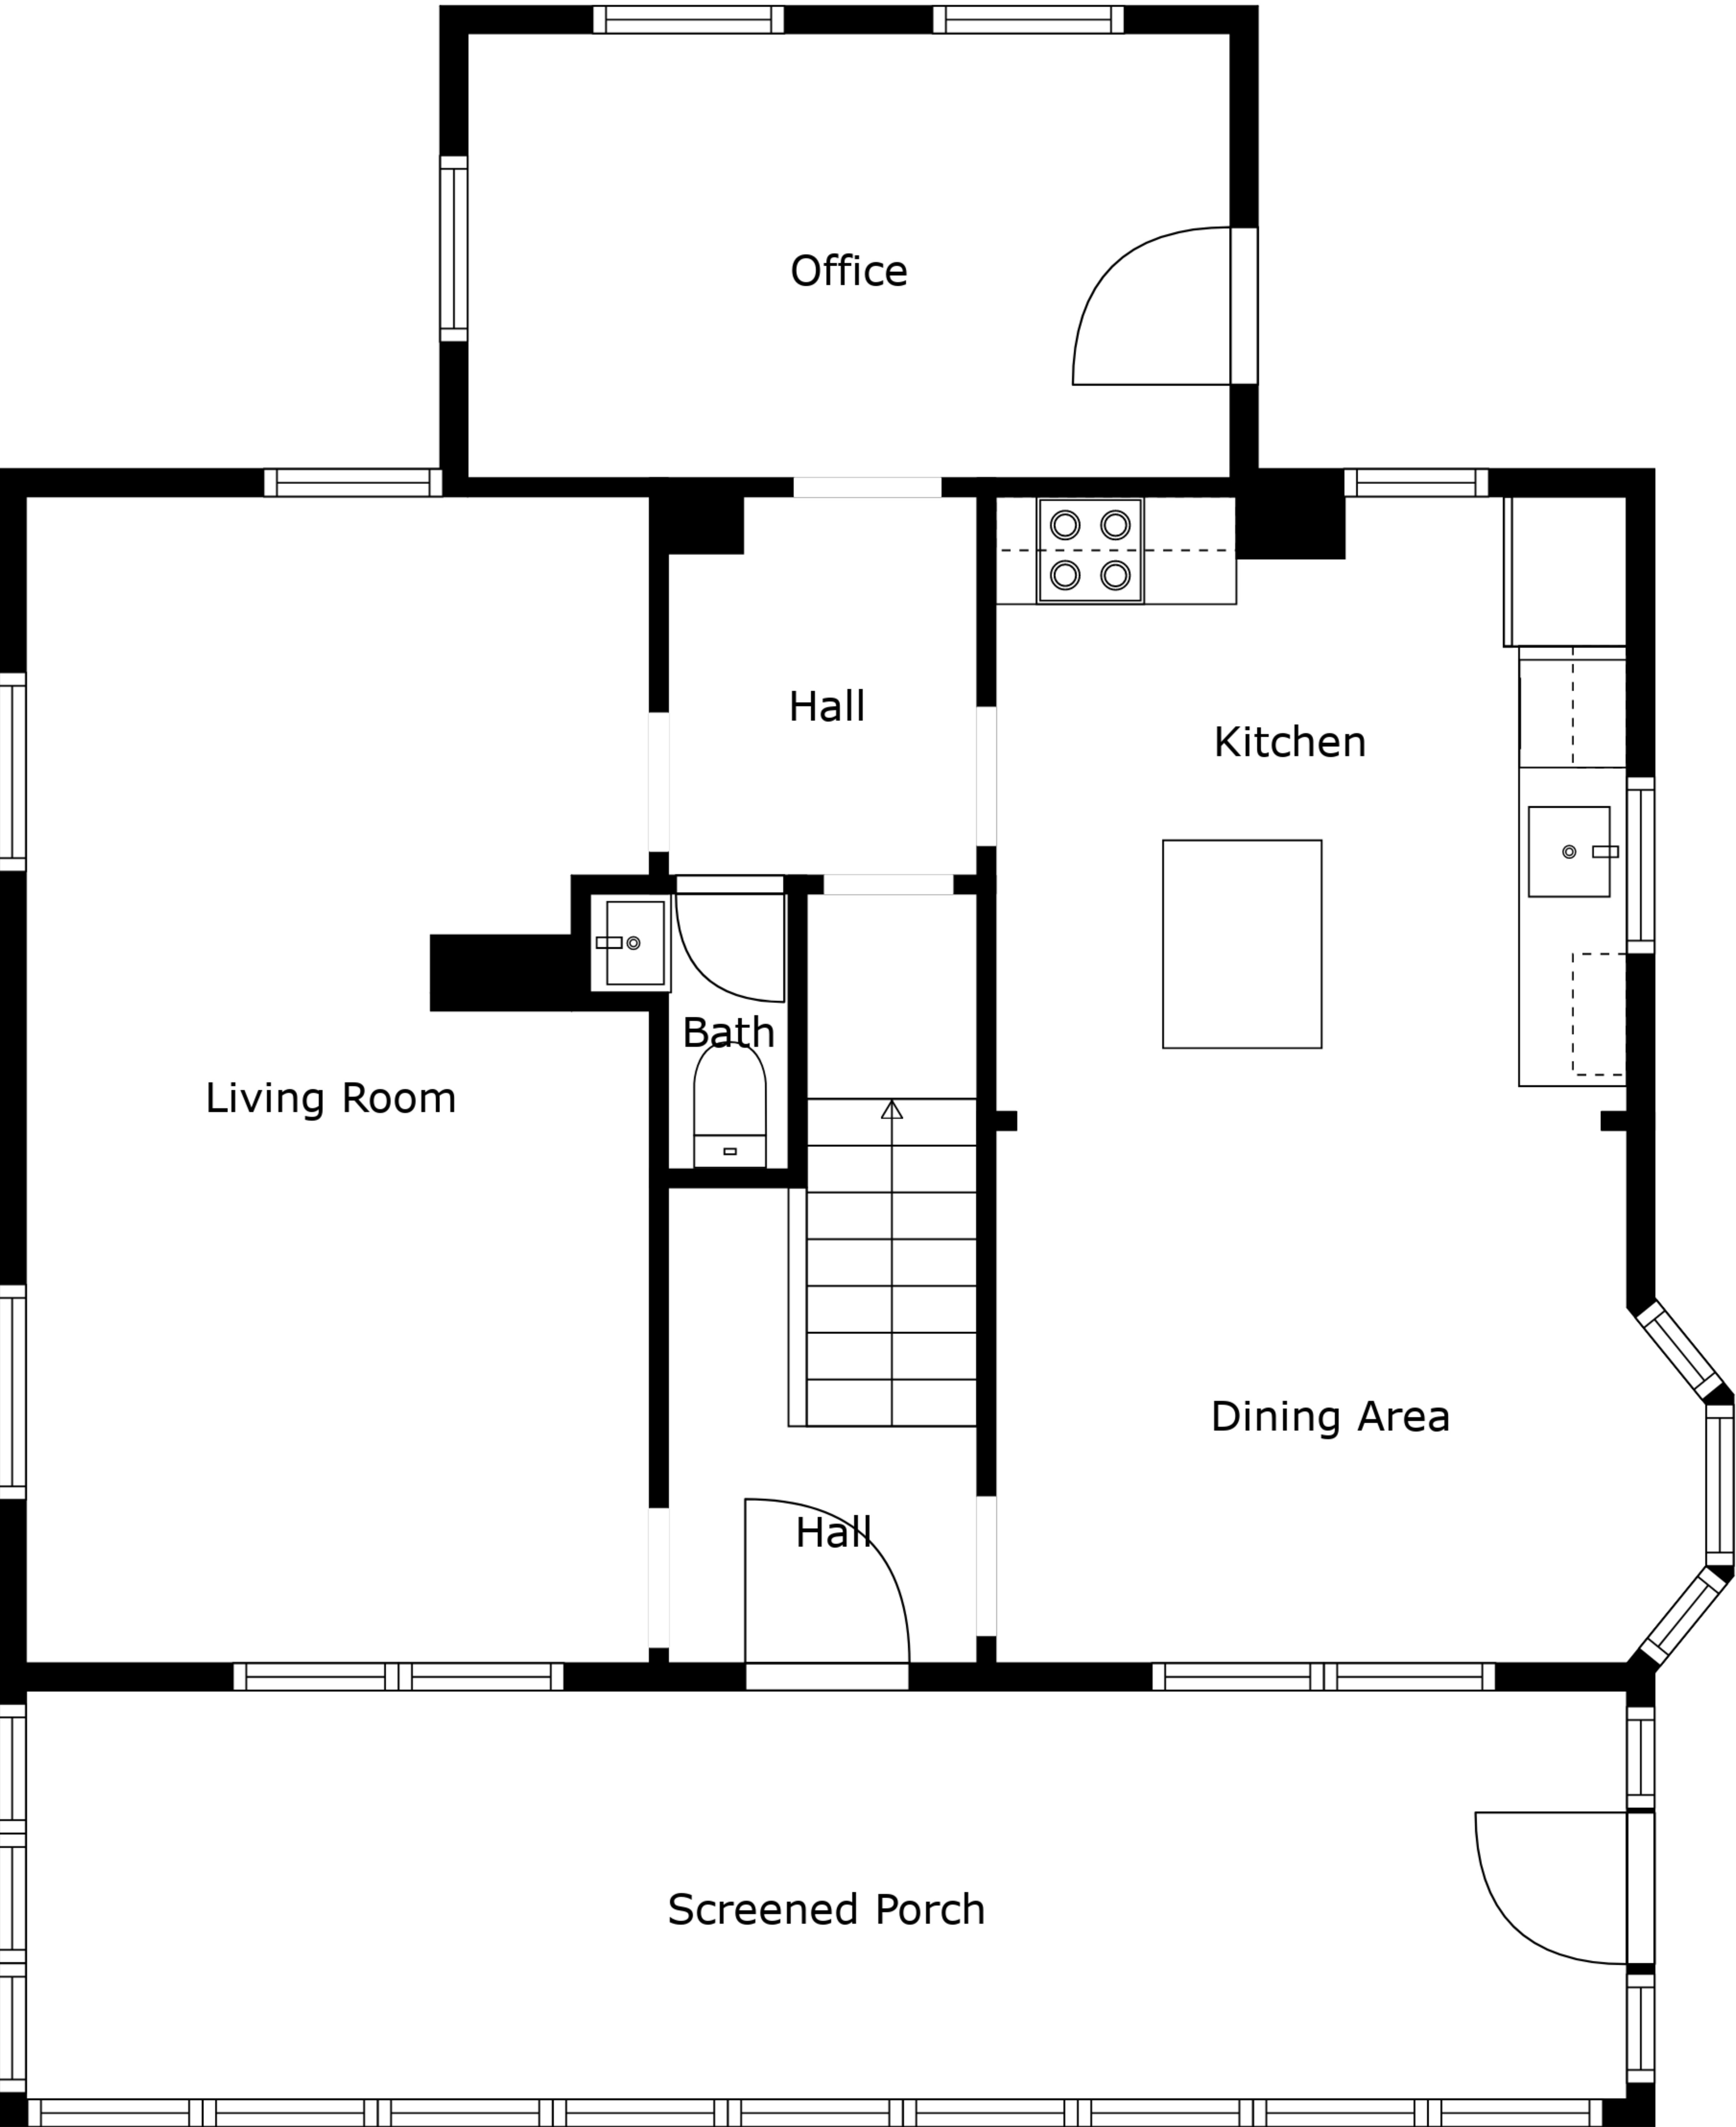 Office
Hall
Kitchen
Bath
Living Room
Dining Area
Hall
Screened Porch